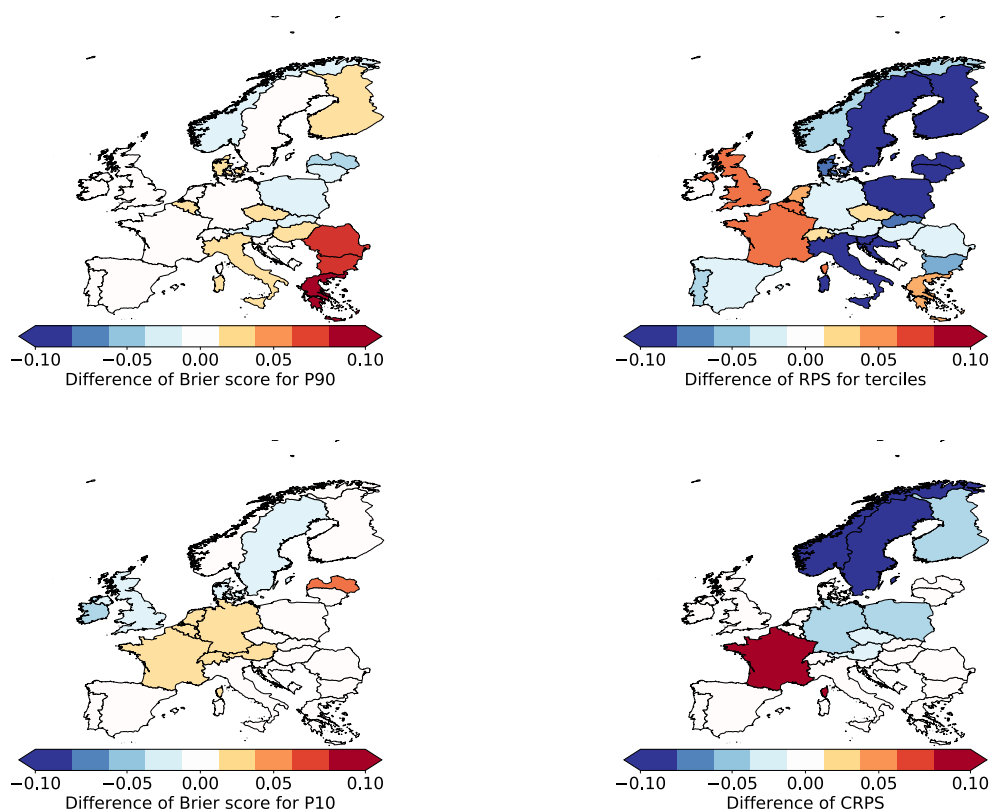 −0.10 −0.05 0.00 0.05 0.10
Difference of Brier score for P90
−0.10 −0.05 0.00 0.05 0.10
Difference of RPS for terciles
−0.10 −0.05 0.00 0.05 0.10
Difference of Brier score for P10
−0.10 −0.05 0.00 0.05 0.10
Difference of CRPS